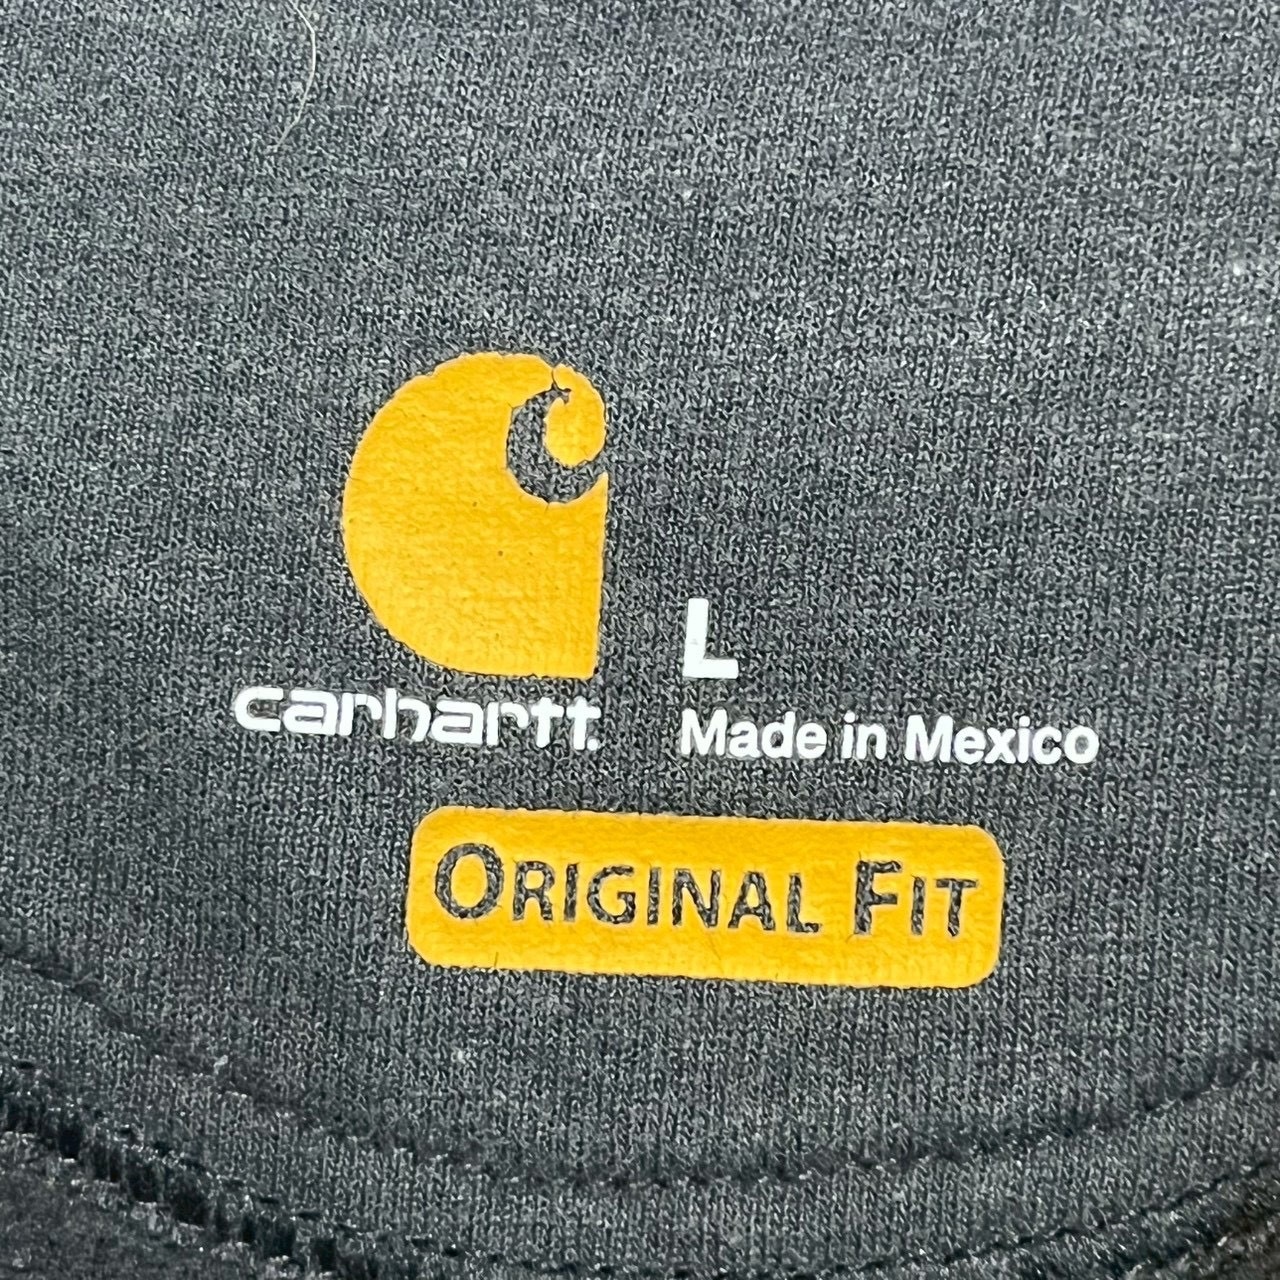 carhartt.
L
Made in Mexico
ORIGINAL FIT